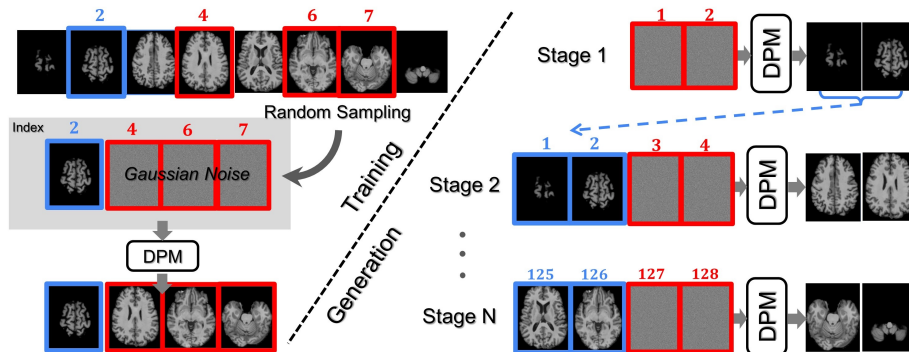 2 4 6 7
Random Sampling
Index
2 4 6 7
Gaussian Noise
DPM
Training
Generation
1 2
Stage 1
DPM
1 2 3 4
Stage 2
DPM
125 126 127 128
Stage N
DPM